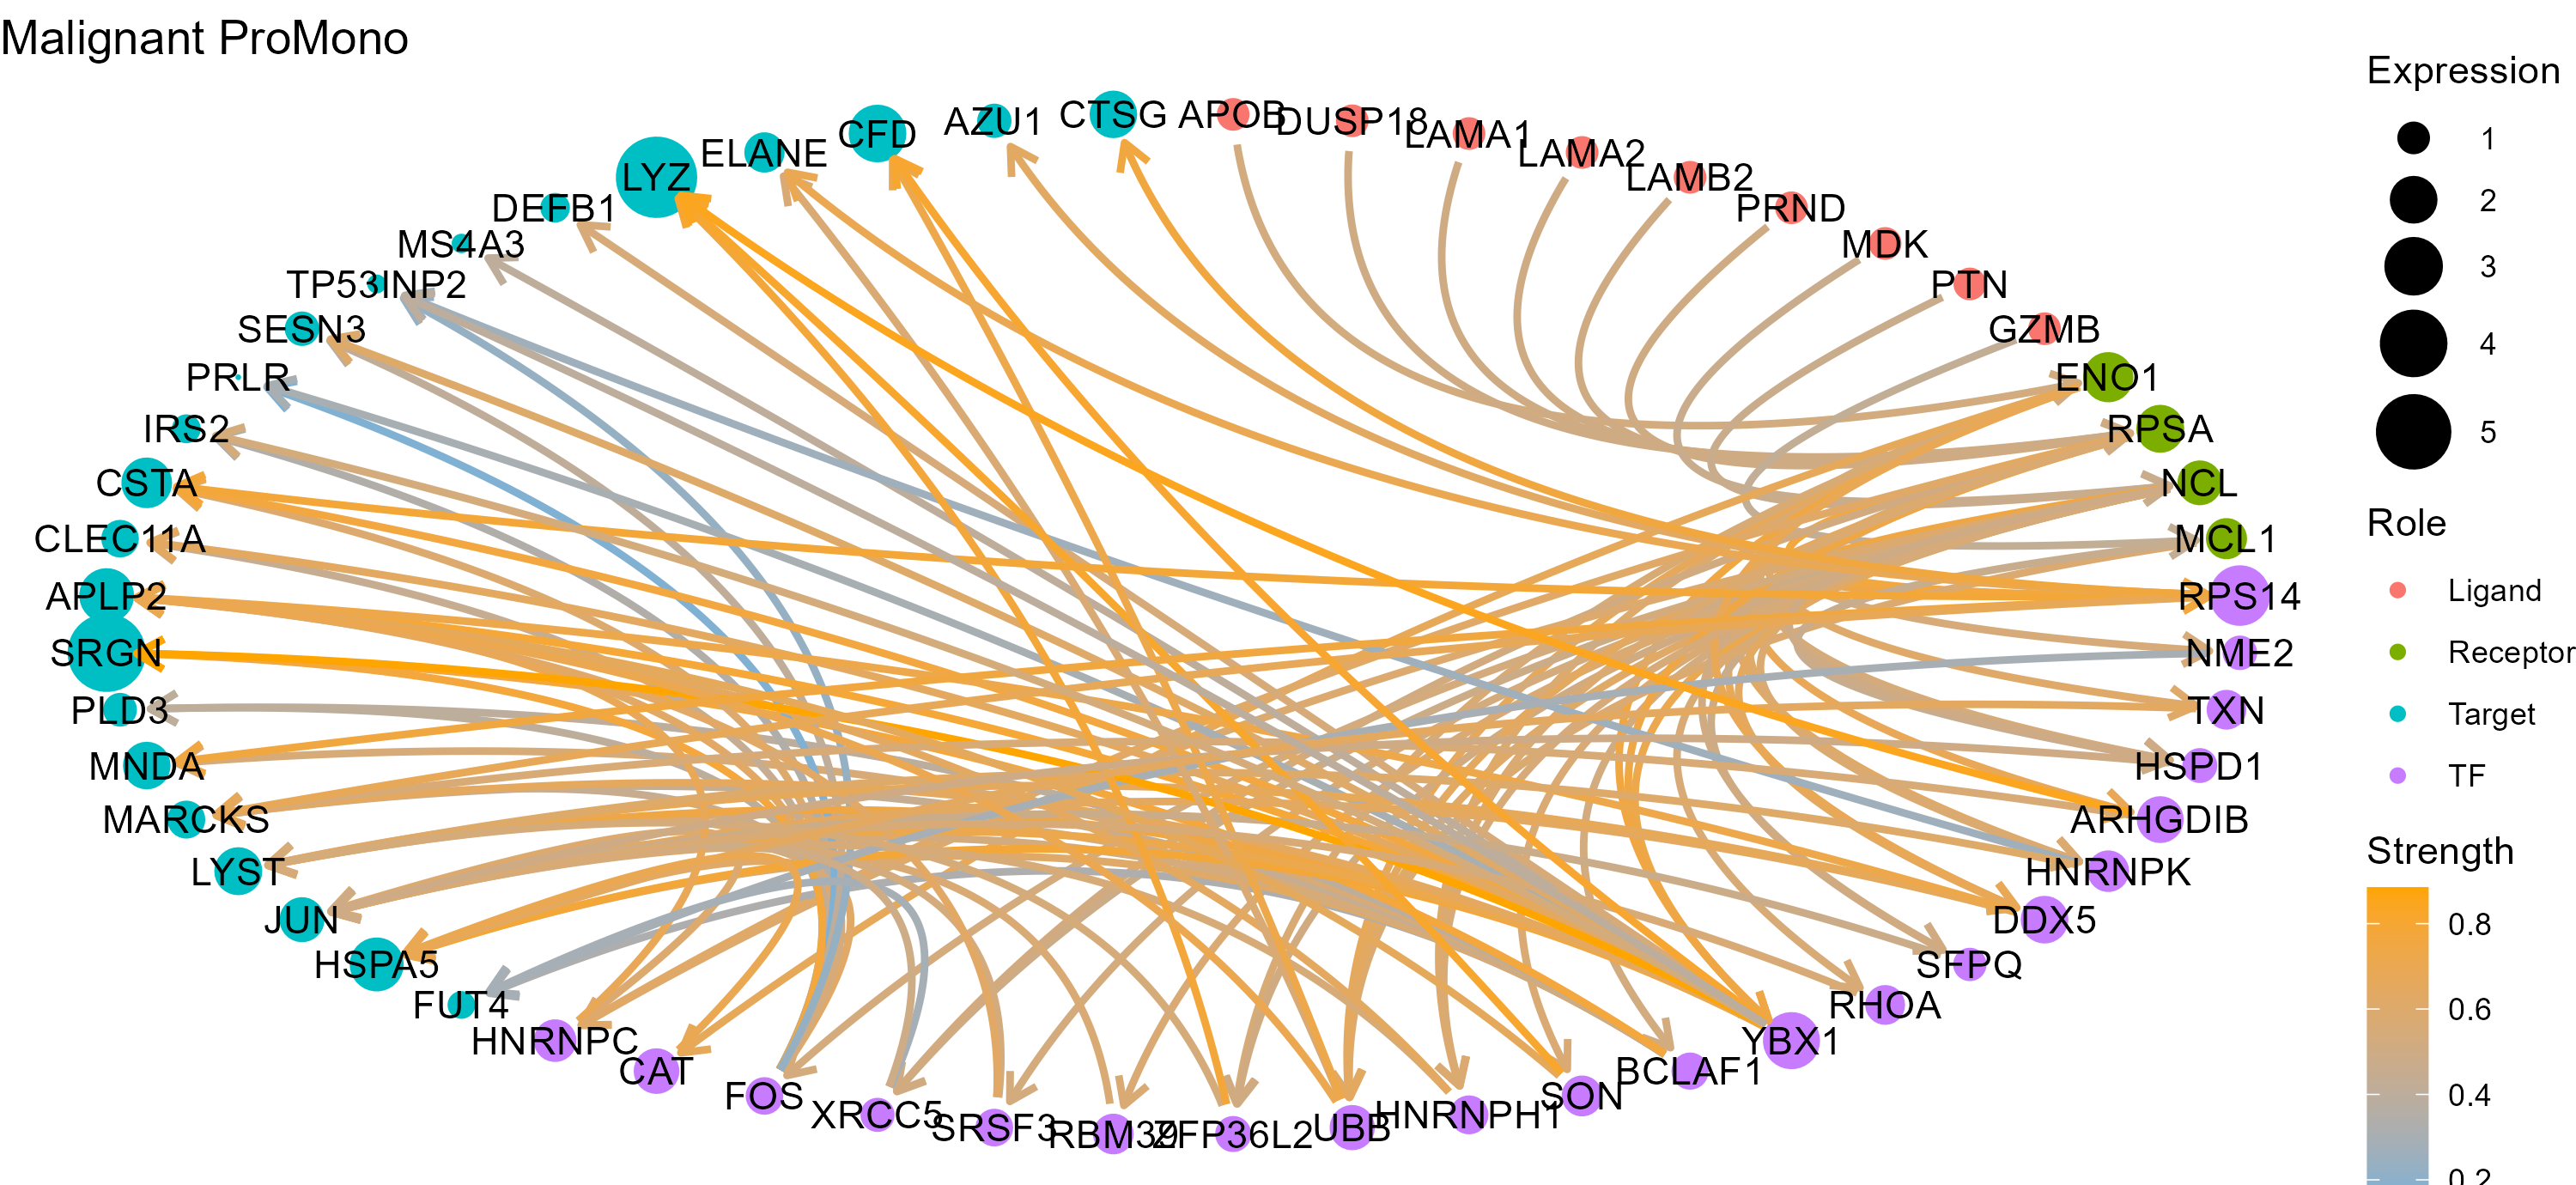 Malignant ProMono
CTSG
APOB
DUSP18
LAMA1
LAMA2
LAMB2
PRND
MDK
PTN
GZMB
ENO1
RPSA
NCL
MCL1
RPS14
NME2
TXN
HSPD1
ARHGDIB
HNRNPK
DDX5
SFPQ
RHOA
YBX1
BCLAF1
SON
HNRNPH1
UBB
ZFP36L2
RBM39
SRSF3
XRCC5
FOS
CAT
HNRNPC
FUT4
HSPA5
JUN
LYST
MARCKS
MNDA
PLD3
SRGN
APLP2
CLEC11A
CSTA
IRS2
PRLR
SESN3
TP53INP2
MS4A3
DEFB1
LYZ
ELANE
CFD
AZU1
Expression
1
2
3
4
5
Role
Ligand
Receptor
Target
TF
Strength
0.8
0.6
0.4
0.2